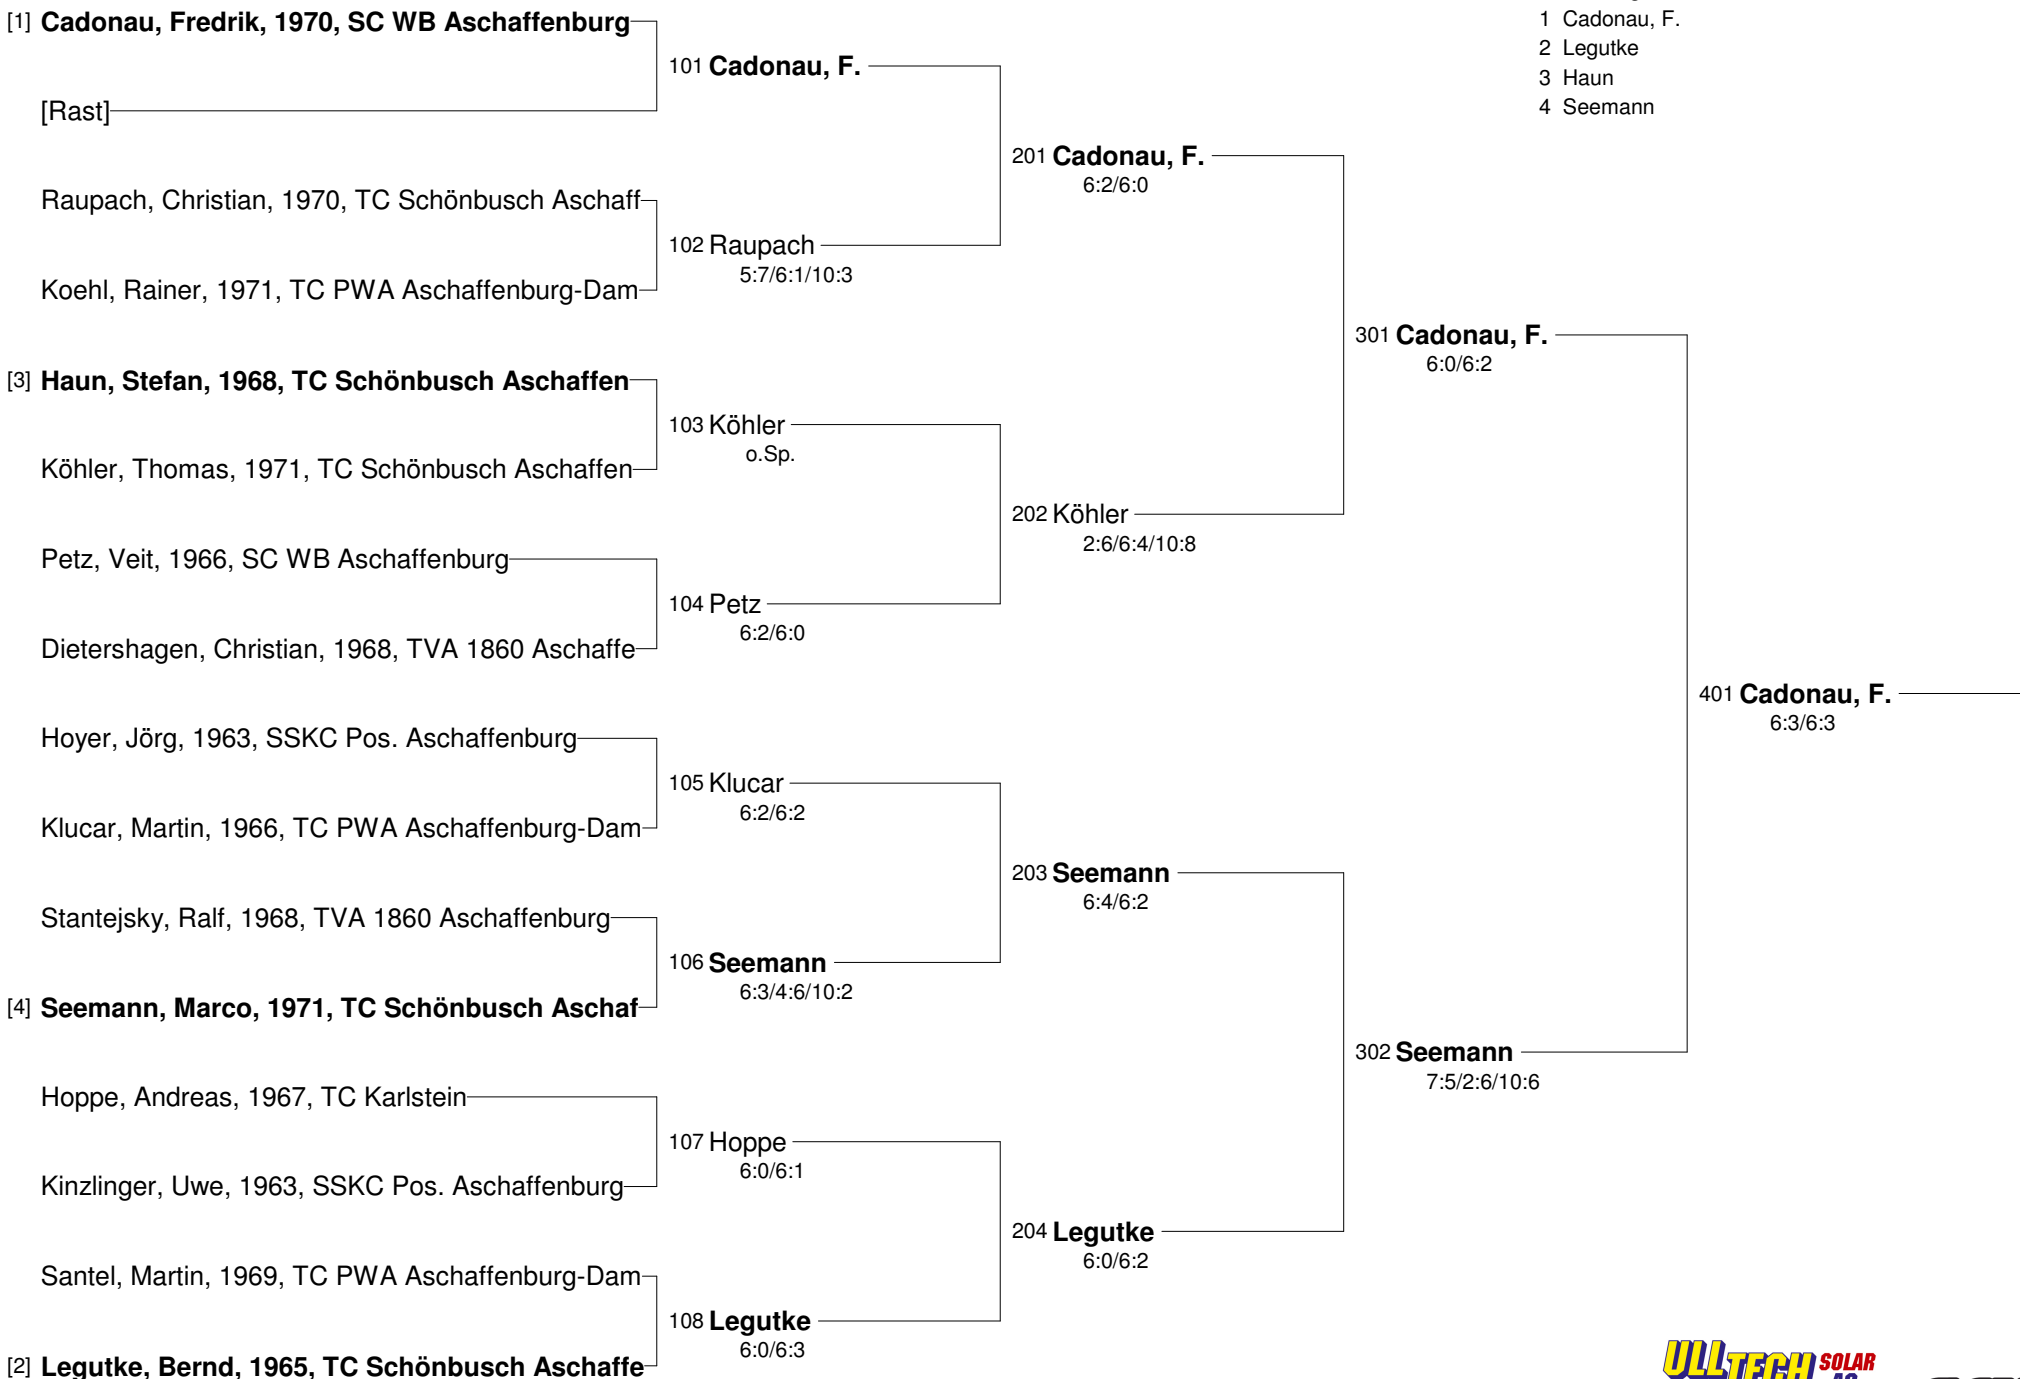 [1] Cadonau, Fredrik, 1970, SC WB Aschaffenburg
[Rast]
Raupach, Christian, 1970, TC Schönbusch Aschaff
Koehl, Rainer, 1971, TC PWA Aschaffenburg-Dam
[3] Haun, Stefan, 1968, TC Schönbusch Aschaffen
Köhler, Thomas, 1971, TC Schönbusch Aschaffen
Petz, Veit, 1966, SC WB Aschaffenburg
Dietershagen, Christian, 1968, TVA 1860 Aschaffe
Hoyer, Jörg, 1963, SSKC Pos. Aschaffenburg
Klucar, Martin, 1966, TC PWA Aschaffenburg-Dam
Stantejsky, Ralf, 1968, TVA 1860 Aschaffenburg
[4] Seemann, Marco, 1971, TC Schönbusch Aschaf
Hoppe, Andreas, 1967, TC Karlstein
Kinzlinger, Uwe, 1963, SSKC Pos. Aschaffenburg
Santel, Martin, 1969, TC PWA Aschaffenburg-Dam
[2] Legutke, Bernd, 1965, TC Schönbusch Aschaffe
101 Cadonau, F.
102 Raupach
5:7/6:1/10:3
103 Köhler
o.Sp.
104 Petz
6:2/6:0
105 Klucar
6:2/6:2
106 Seemann
6:3/4:6/10:2
107 Hoppe
6:0/6:1
108 Legutke
6:0/6:3
201 Cadonau, F.
6:2/6:0
202 Köhler
2:6/6:4/10:8
203 Seemann
6:4/6:2
204 Legutke
6:0/6:2
301 Cadonau, F.
6:0/6:2
302 Seemann
7:5/2:6/10:6
401 Cadonau, F.
6:3/6:3
1 Cadonau, F.
2 Legutke
3 Haun
4 Seemann
ULLTECH SOLAR
AG